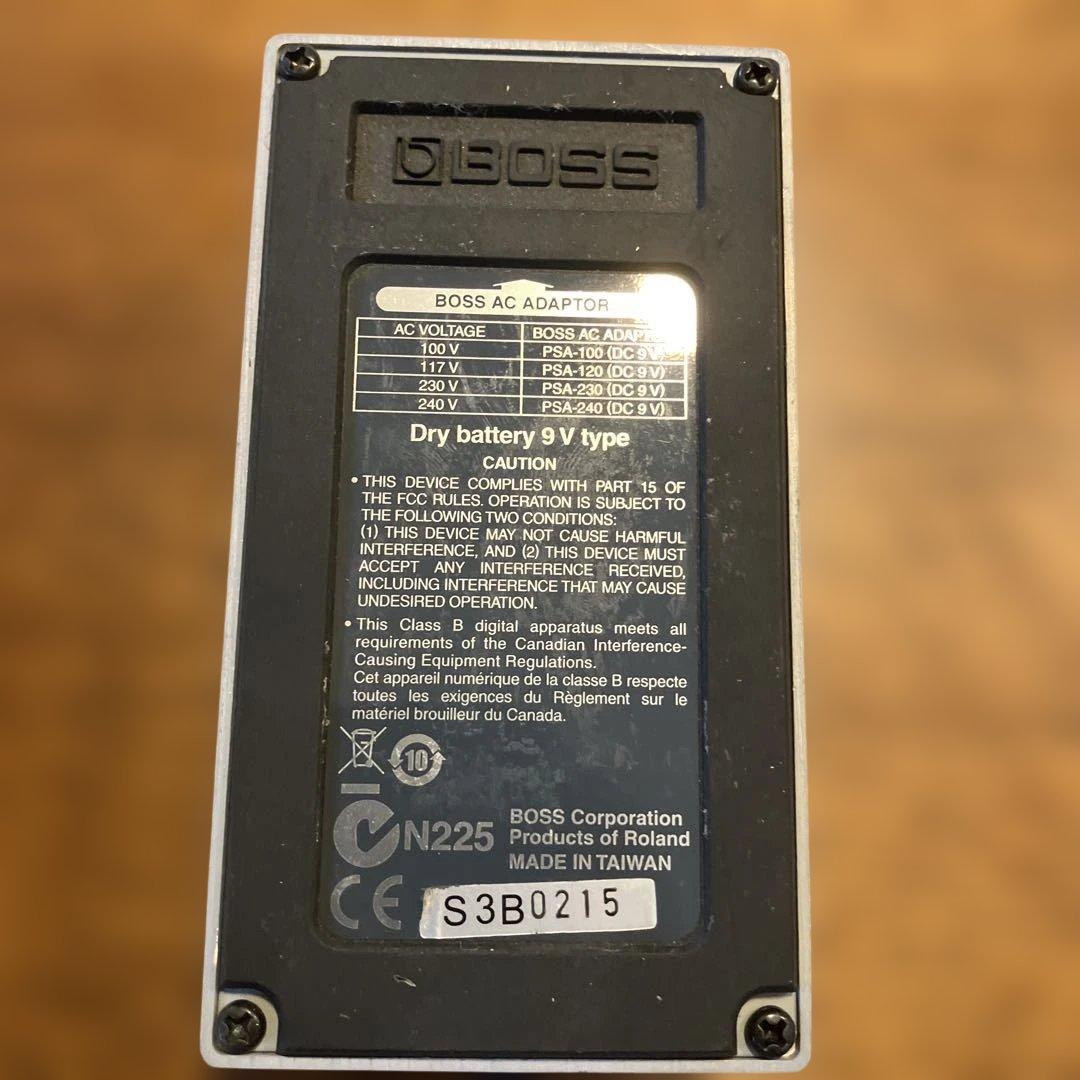 BOSS
BOSS AC ADAPTOR
AC VOLTAGE BOSS AC
100 V PSA-100 (DC 9 V)
117 V PSA-120 (DC 9 V)
230 V PSA-230 (DC 9 V)
240 V PSA-240 (DC 9 V)
Dry battery 9 V type
CAUTION
• THIS DEVICE COMPLIES WITH PART 15 OF
THE FCC RULES. OPERATION IS SUBJECT TO
THE FOLLOWING TWO CONDITIONS:
(1) THIS DEVICE MAY NOT CAUSE HARMFUL
INTERFERENCE, AND (2) THIS DEVICE MUST
ACCEPT ANY INTERFERENCE RECEIVED,
INCLUDING INTERFERENCE THAT MAY CAUSE
UNDESIRED OPERATION.
• This Class B digital apparatus meets all
requirements of the Canadian Interference-
Causing Equipment Regulations.
Cet appareil numérique de la classe B respecte
toutes les exigences du Règlement sur le
matériel brouilleur du Canada.
10
N225
BOSS Corporation
Products of Roland
MADE IN TAIWAN
CE
S3B0215